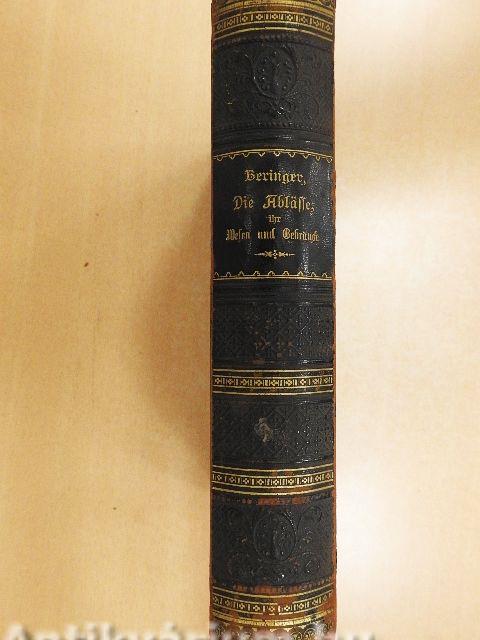 Beringer,
Die Ablässe,
ihr
Wesen und Gebrauch.